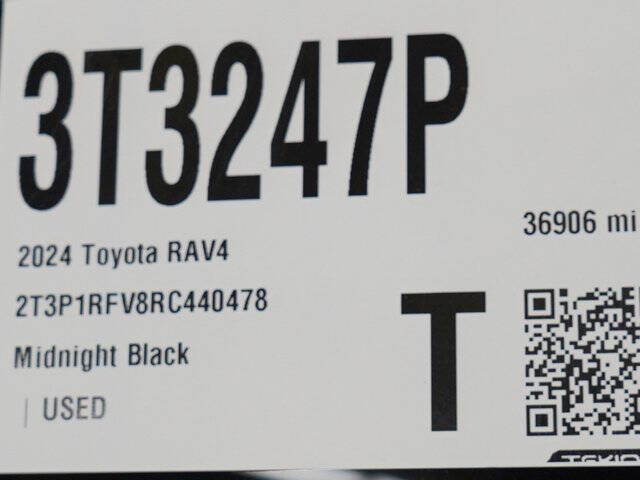 3T3247P
36906 mi
2024 Toyota RAV4
2T3P1RFV8RC440478
Midnight Black
| USED
T